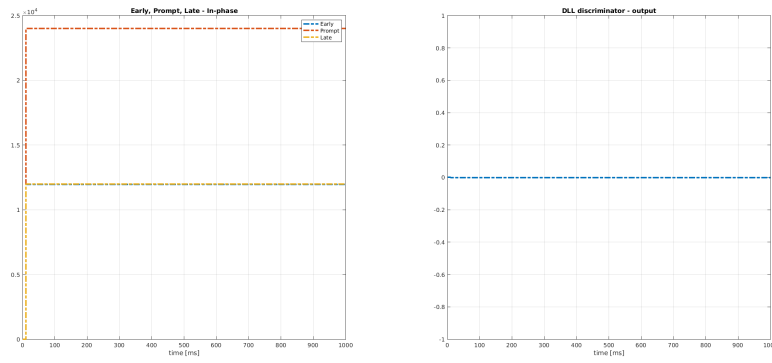 Early, Prompt, Late - In-phase
×10⁴
2.5
2
1.5
1
0.5
0
0 100 200 300 400 500 600 700 800 900 1000
time [ms]
Early
Prompt
Late
DLL discriminator - output
1
0.8
0.6
0.4
0.2
0
-0.2
-0.4
-0.6
-0.8
-1
0 100 200 300 400 500 600 700 800 900 1000
time [ms]